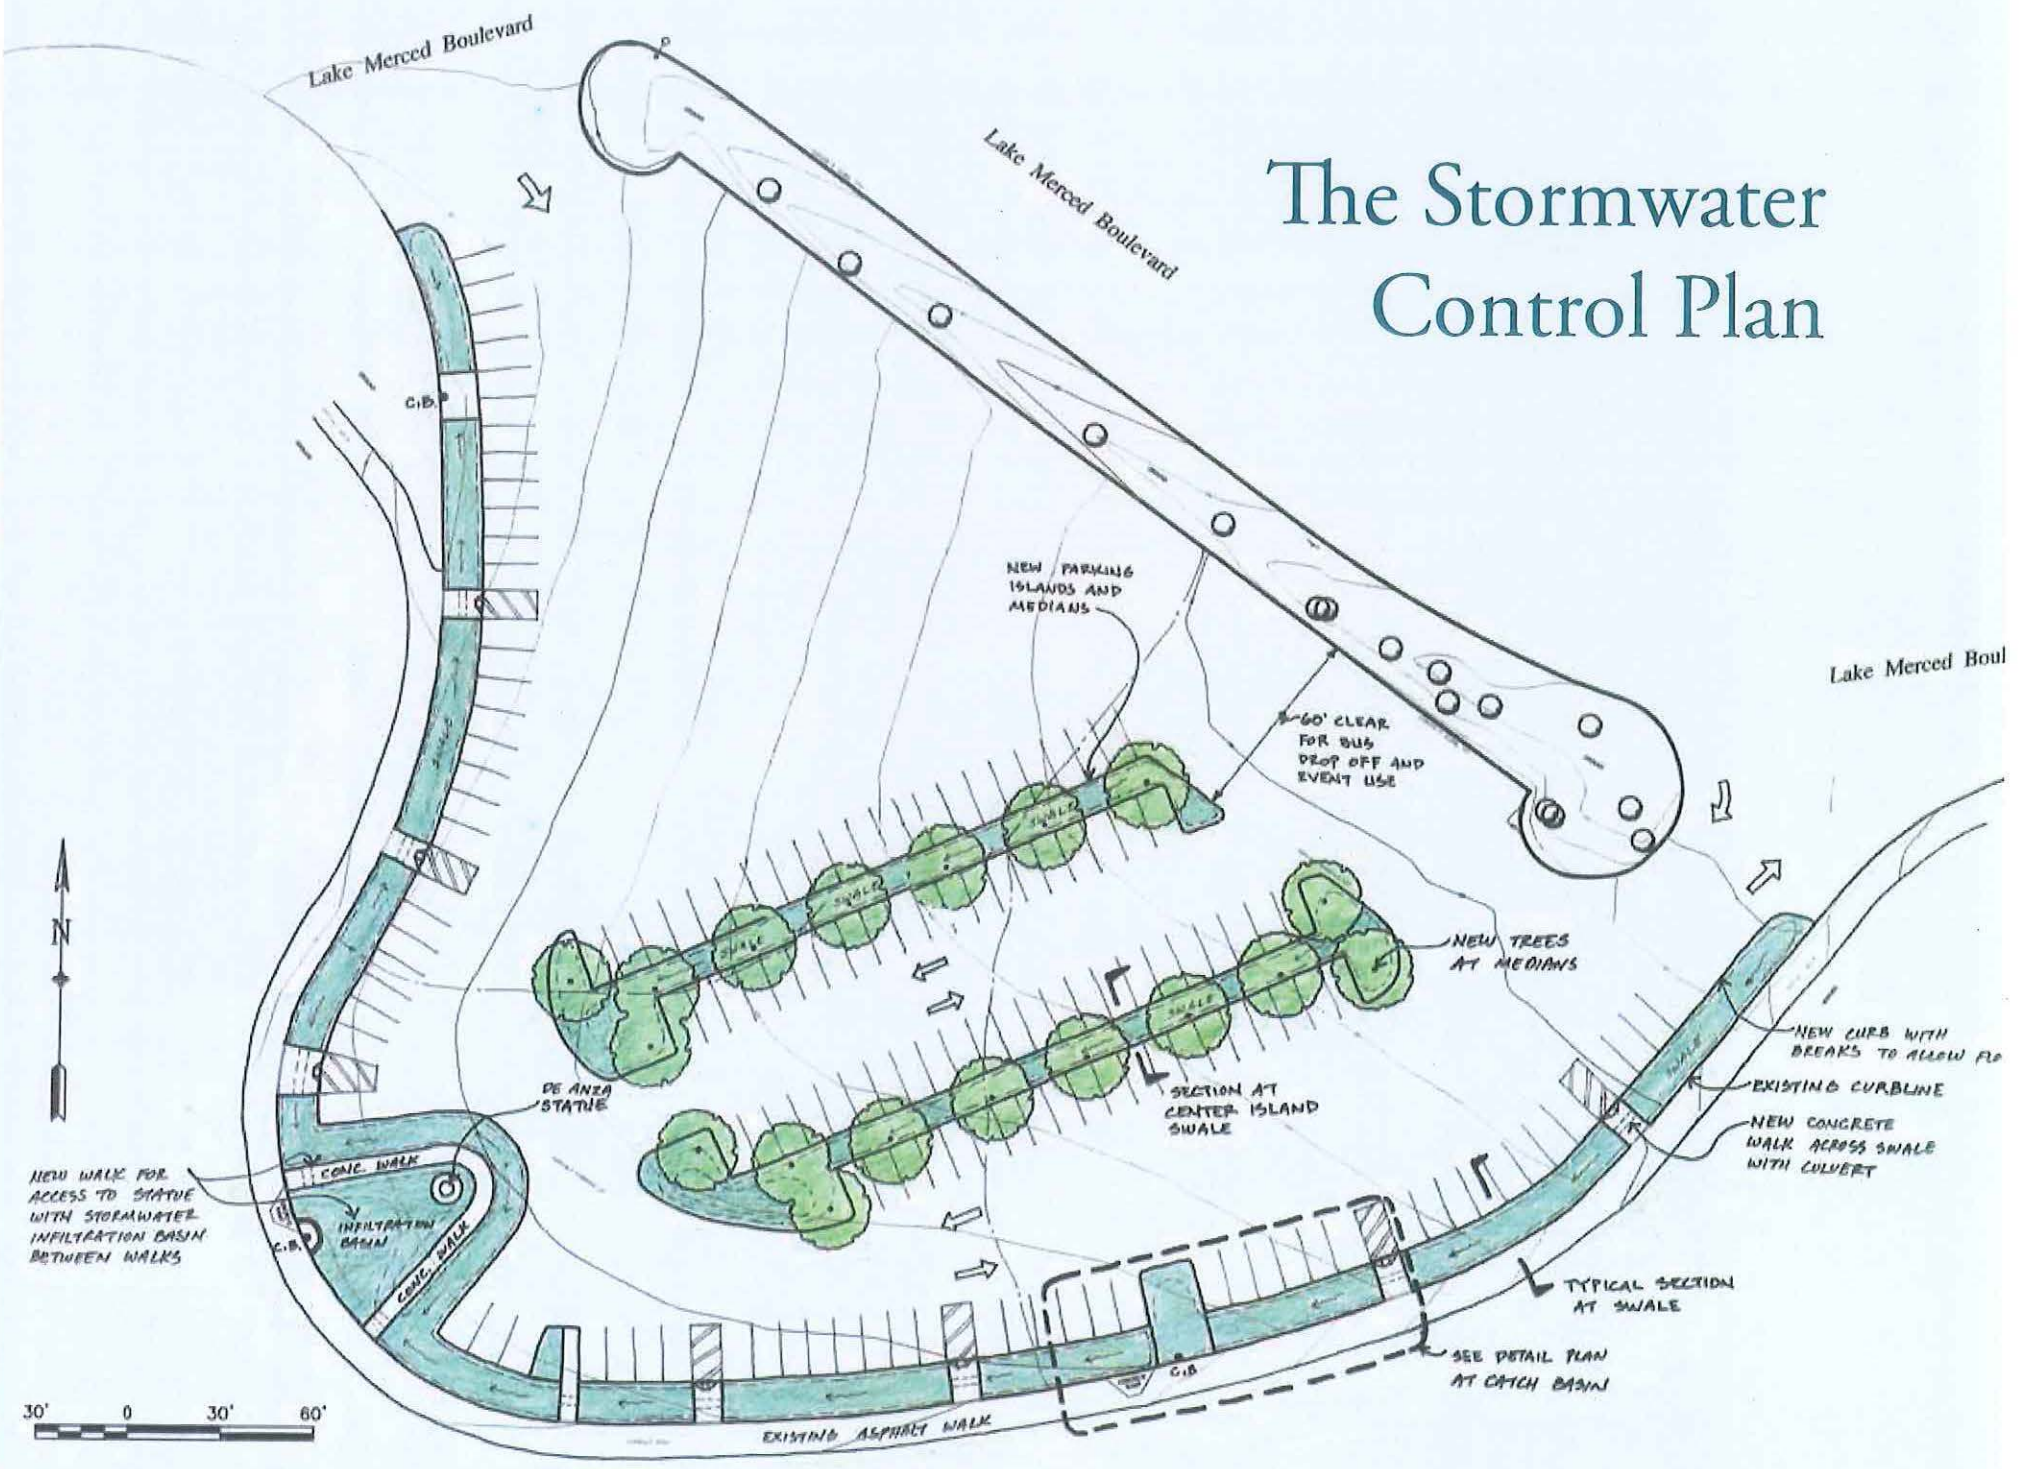 Lake Merced Boulevard
Lake Merced Boulevard
The Stormwater
Control Plan
C.B.
NEW PARKING
ISLANDS AND
MEDIANS
Lake Merced Boul
60' CLEAR
FOR BUS
DROP OFF AND
EVENT USE
SWALE
SWALE
SWALE
SWALE
N
NEW TREES
AT MEDIANS
SWALE
NEW CURB WITH
BREAKS TO ALLOW FLO
SWALE
EXISTING CURBLINE
DE ANZA
STATUE
SECTION AT
CENTER ISLAND
SWALE
NEW CONCRETE
WALK ACROSS SWALE
WITH CULVERT
CONC. WALK
NEW WALK FOR
ACCESS TO STATUE
WITH STORMWATER
INFILTRATION BASIN
BETWEEN WALKS
INFILTRATION
BASIN
C.B.
CONC. WALK
TYPICAL SECTION
AT SWALE
SEE DETAIL PLAN
AT CATCH BASIN
C.B
30' 0 30' 60'
EXISTING ASPHALT WALK